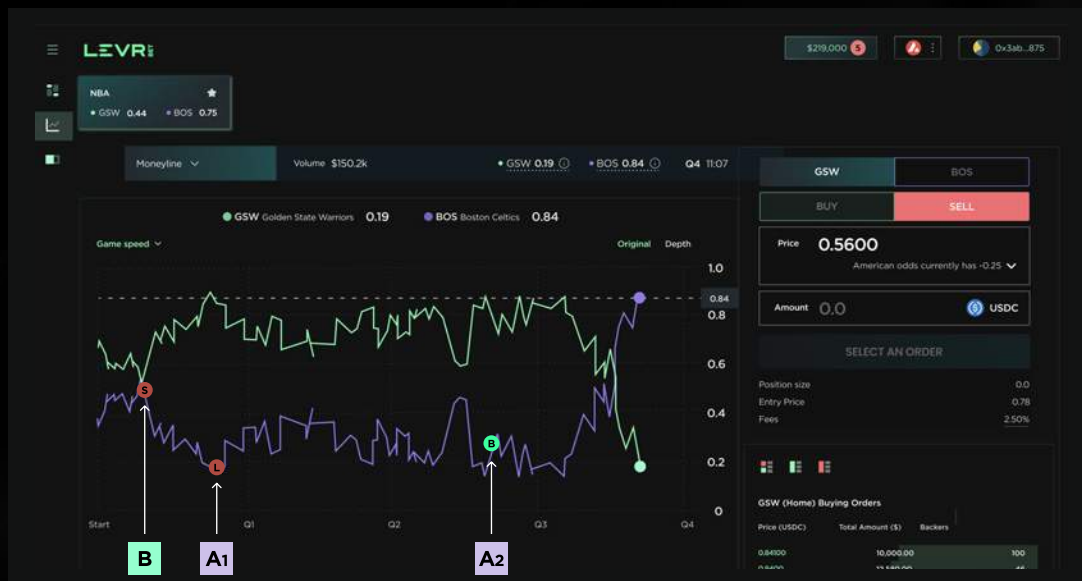 LEVR BET
$219,000 S
0x3ab...875
NBA
GSW 0.44 BOS 0.75
Moneyline
Volume $150.2k
GSW 0.19 BOS 0.84 Q4 11:07
GSW BOS
BUY SELL
GSW Golden State Warriors 0.19 BOS Boston Celtics 0.84
Game speed
Original Depth
Price 0.5600
American odds currently has -0.25
Amount 0.0 USDC
SELECT AN ORDER
Position size 0.0
Entry Price 0.78
Fees 2.50%
1.0
0.84
0.8
0.6
0.4
0.2
0
S
L
B
Start Q1 Q2 Q3 Q4
B A1 A2
GSW (Home) Buying Orders
Price (USDC) Total Amount ($) Backers
0.84100 10,000.00 100